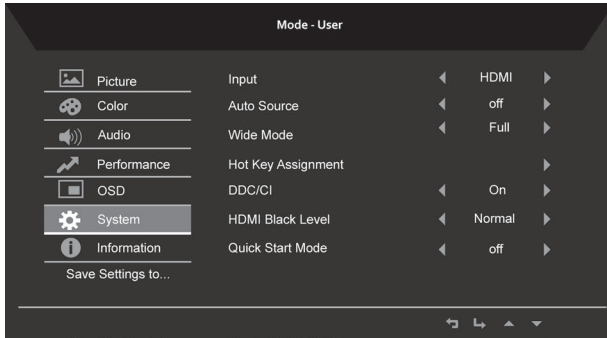 Mode - User
Picture Input HDMI
Color Auto Source off
Audio Wide Mode Full
Performance Hot Key Assignment
OSD DDC/CI On
System HDMI Black Level Normal
Information Quick Start Mode off
Save Settings to...